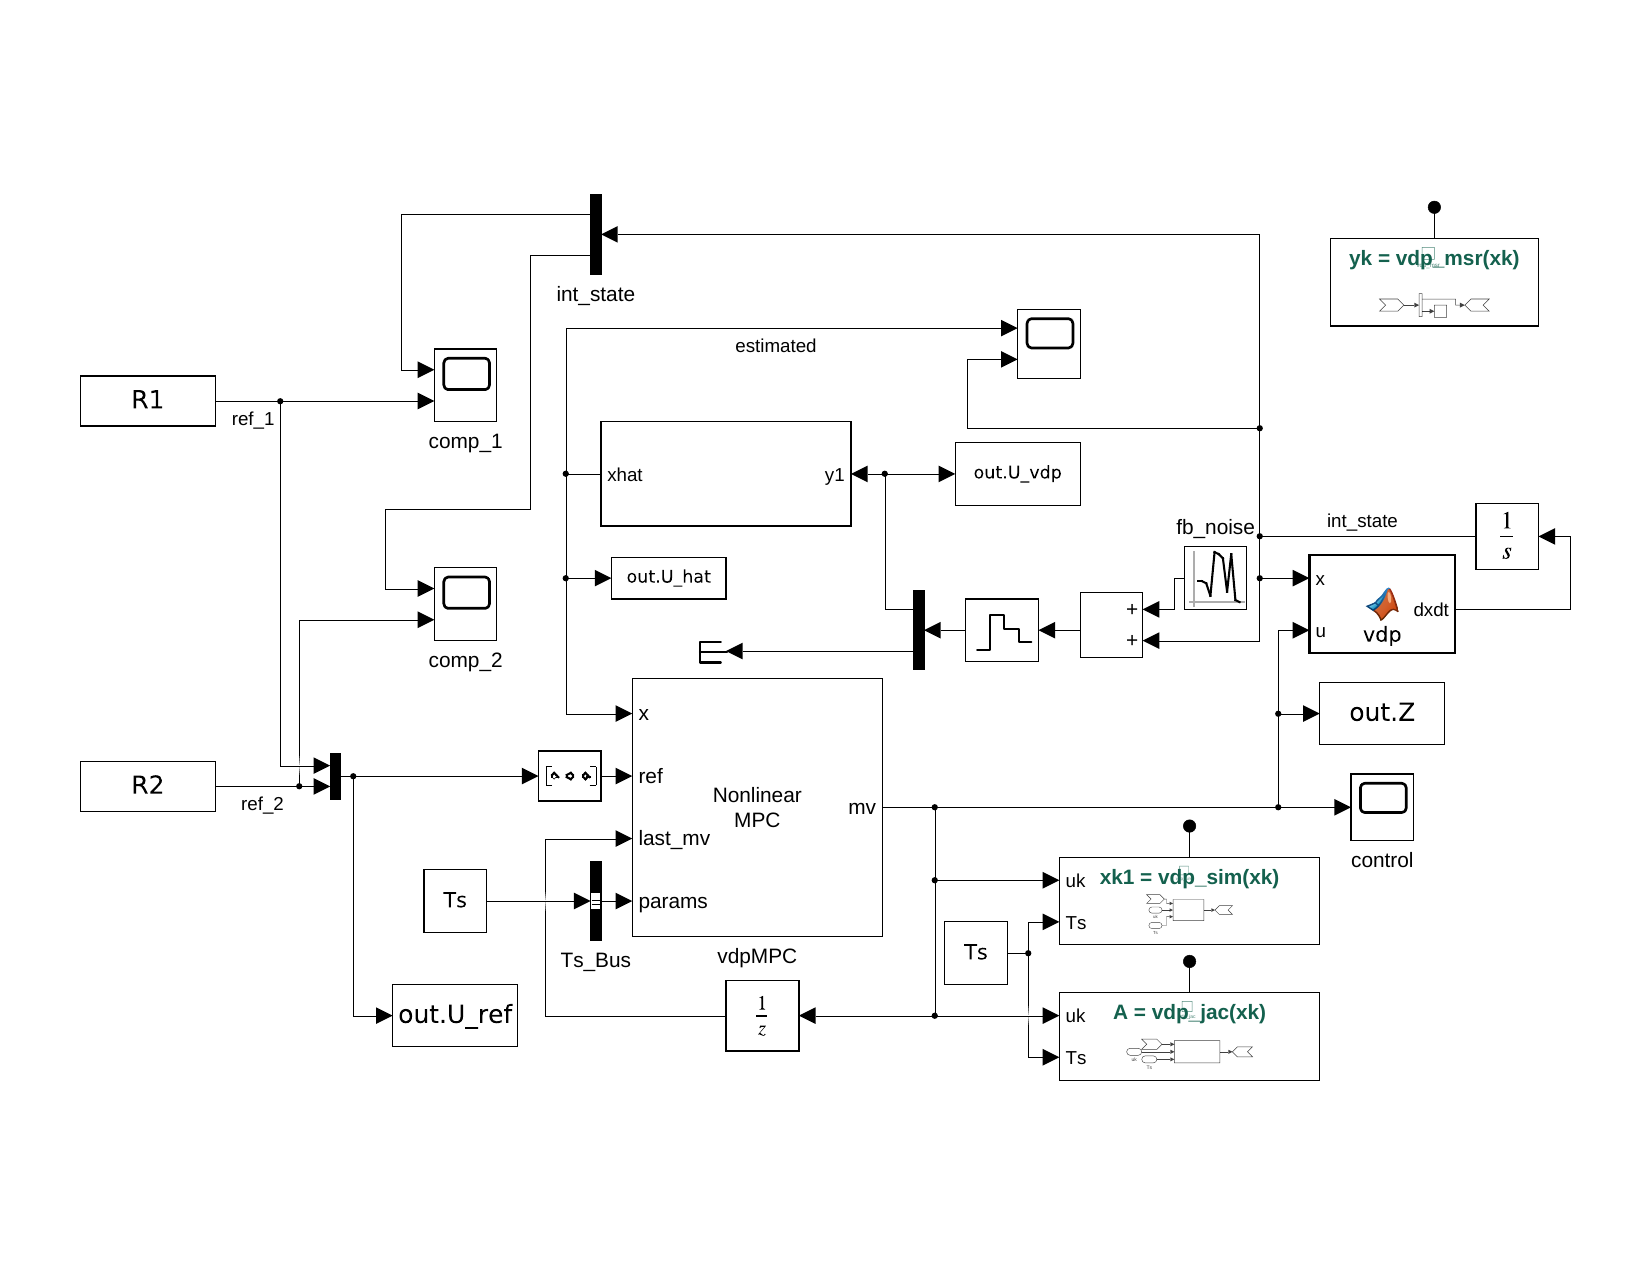 int_state
yk = vdp_msr(xk)
estimated
R1
ref_1
comp_1
xhat
y1
out.U_vdp
fb_noise
int_state
1
s
out.U_hat
x
dxdt
u
vdp
+
+
comp_2
x
out.Z
R2
ref_2
ref
Nonlinear
MPC
mv
last_mv
control
Ts
params
uk
xk1 = vdp_sim(xk)
Ts
Ts
Ts_Bus
vdpMPC
out.U_ref
1
z
uk
A = vdp_jac(xk)
Ts